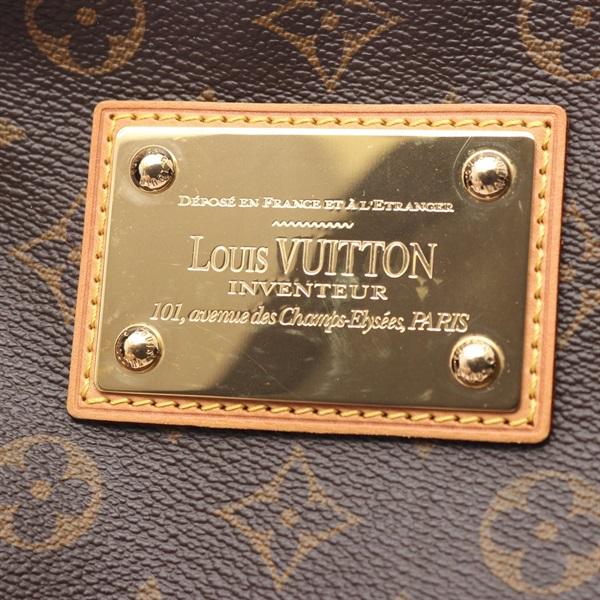 DÉPOSÉ EN FRANCE ET À L'ETRANGER
LOUIS VUITTON
INVENTEUR
101, avenue des Champs-Elysées, PARIS